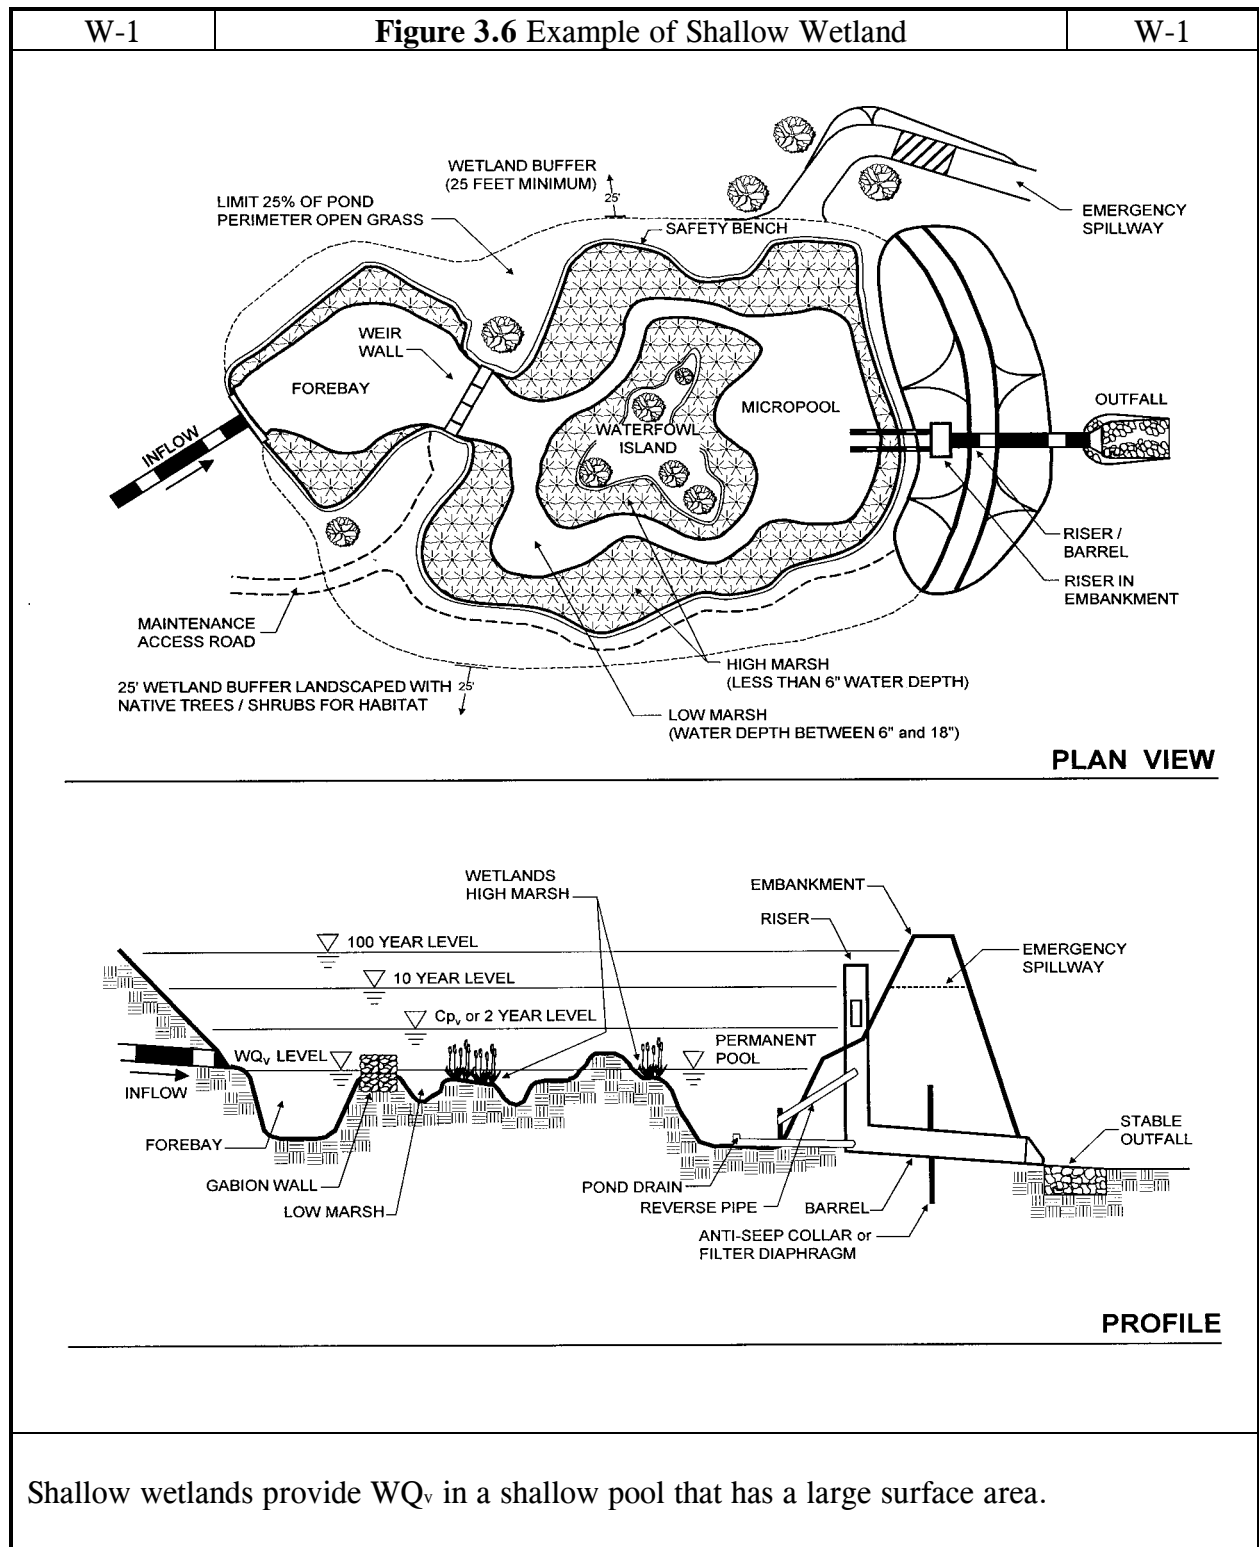 W-1
Figure 3.6 Example of Shallow Wetland
W-1
WETLAND BUFFER
(25 FEET MINIMUM)
25'
LIMIT 25% OF POND
PERIMETER OPEN GRASS
SAFETY BENCH
EMERGENCY
SPILLWAY
WEIR
WALL
FOREBAY
MICROPOOL
OUTFALL
WATERFOWL
ISLAND
INFLOW
RISER /
BARREL
RISER IN
EMBANKMENT
MAINTENANCE
ACCESS ROAD
HIGH MARSH
(LESS THAN 6" WATER DEPTH)
25' WETLAND BUFFER LANDSCAPED WITH
NATIVE TREES / SHRUBS FOR HABITAT
25'
LOW MARSH
(WATER DEPTH BETWEEN 6" and 18")
PLAN VIEW
WETLANDS
HIGH MARSH
EMBANKMENT
RISER
100 YEAR LEVEL
EMERGENCY
SPILLWAY
10 YEAR LEVEL
Cpv or 2 YEAR LEVEL
WQv LEVEL
PERMANENT
POOL
INFLOW
FOREBAY
STABLE
OUTFALL
GABION WALL
POND DRAIN
LOW MARSH
REVERSE PIPE
BARREL
ANTI-SEEP COLLAR or
FILTER DIAPHRAGM
PROFILE
Shallow wetlands provide WQv in a shallow pool that has a large surface area.